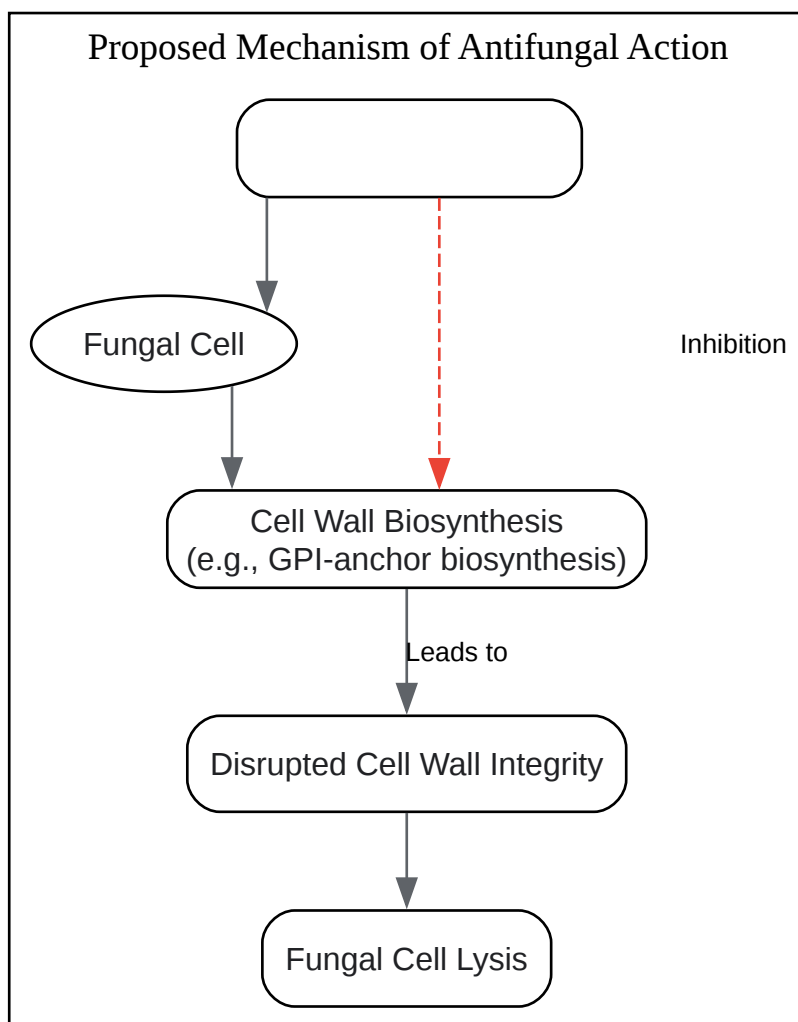 Proposed Mechanism of Antifungal Action
Fungal Cell
Inhibition
Cell Wall Biosynthesis
(e.g., GPI-anchor biosynthesis)
Leads to
Disrupted Cell Wall Integrity
Fungal Cell Lysis